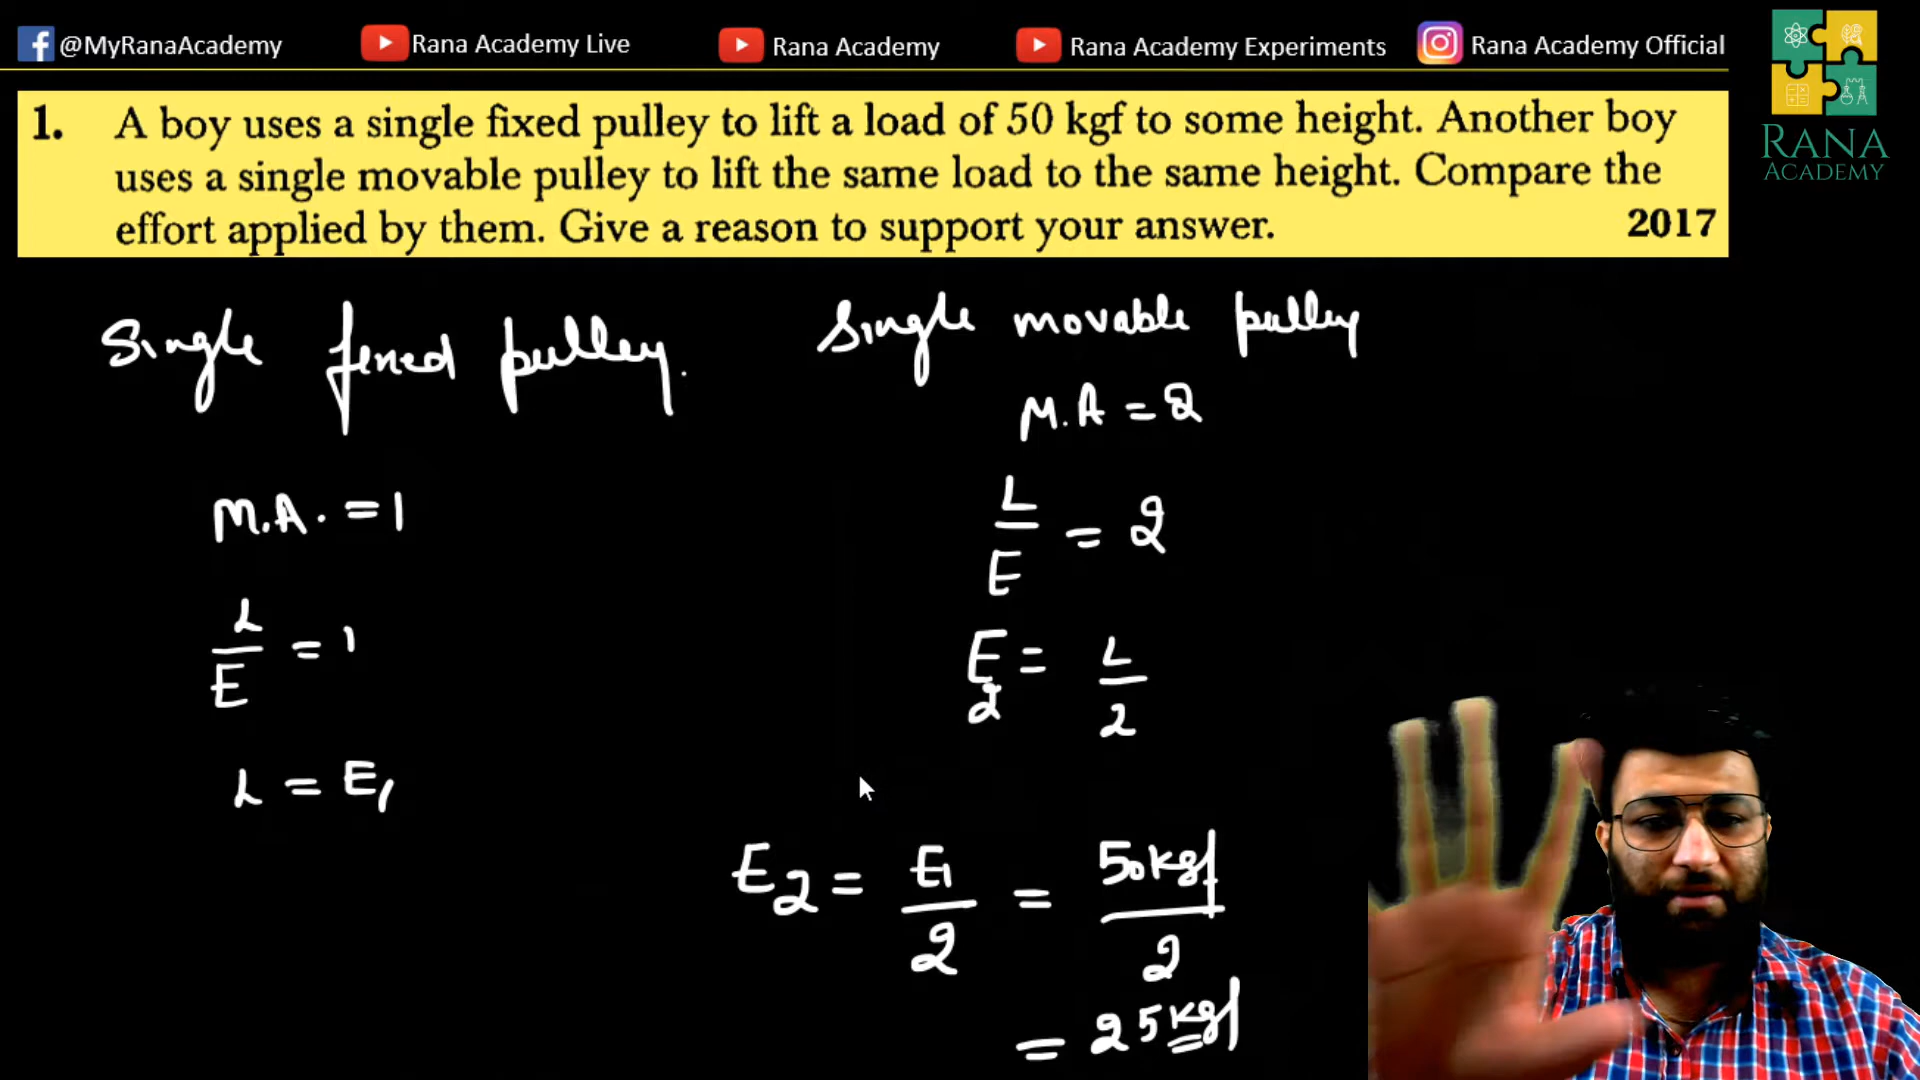 @MyRanaAcademy Rana Academy Live Rana Academy Rana Academy Experiments Rana Academy Official
RANA
ACADEMY
1. A boy uses a single fixed pulley to lift a load of 50 kgf to some height. Another boy
uses a single movable pulley to lift the same load to the same height. Compare the
effort applied by them. Give a reason to support your answer. 2017
Single fixed pulley.
M.A. = 1
L/E = 1
L = E1
Single movable pulley
M.A = 2
L/E = 2
E2 = L/2
E2 = E1/2 = 50kgf/2
= 25kgf